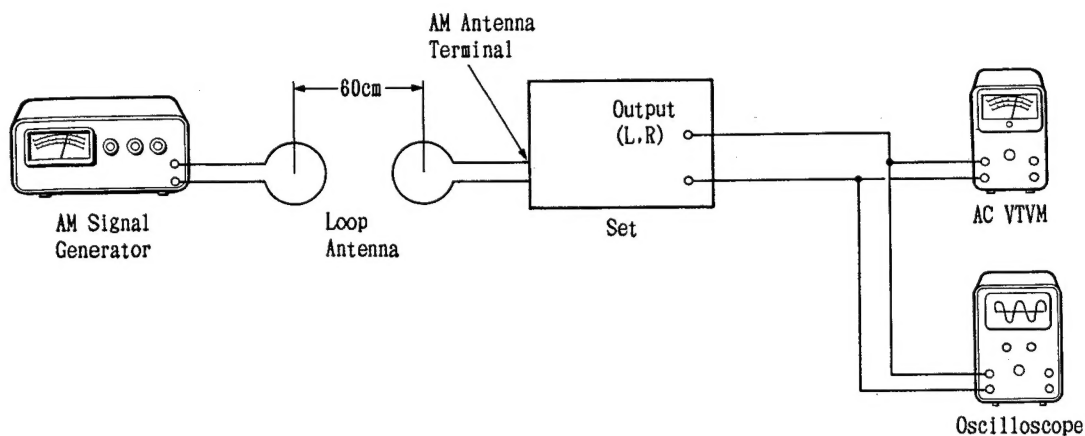 AM Antenna
Terminal
60cm
Output
(L,R)
AM Signal
Generator
Loop
Antenna
Set
AC VTVM
Oscilloscope